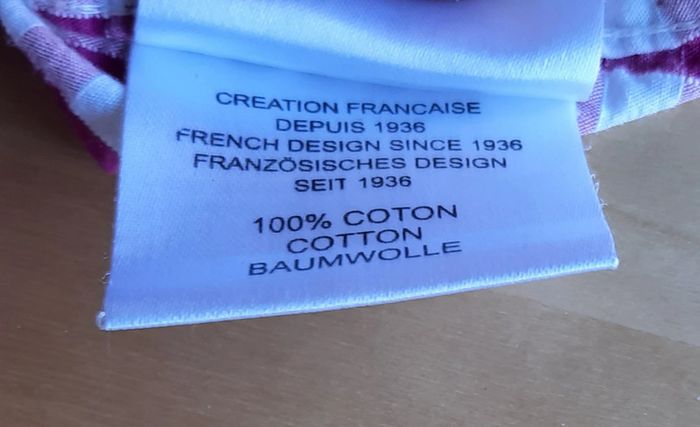 CREATION FRANCAISE
DEPUIS 1936
FRENCH DESIGN SINCE 1936
FRANZÖSISCHES DESIGN
SEIT 1936
100% COTON
COTTON
BAUMWOLLE